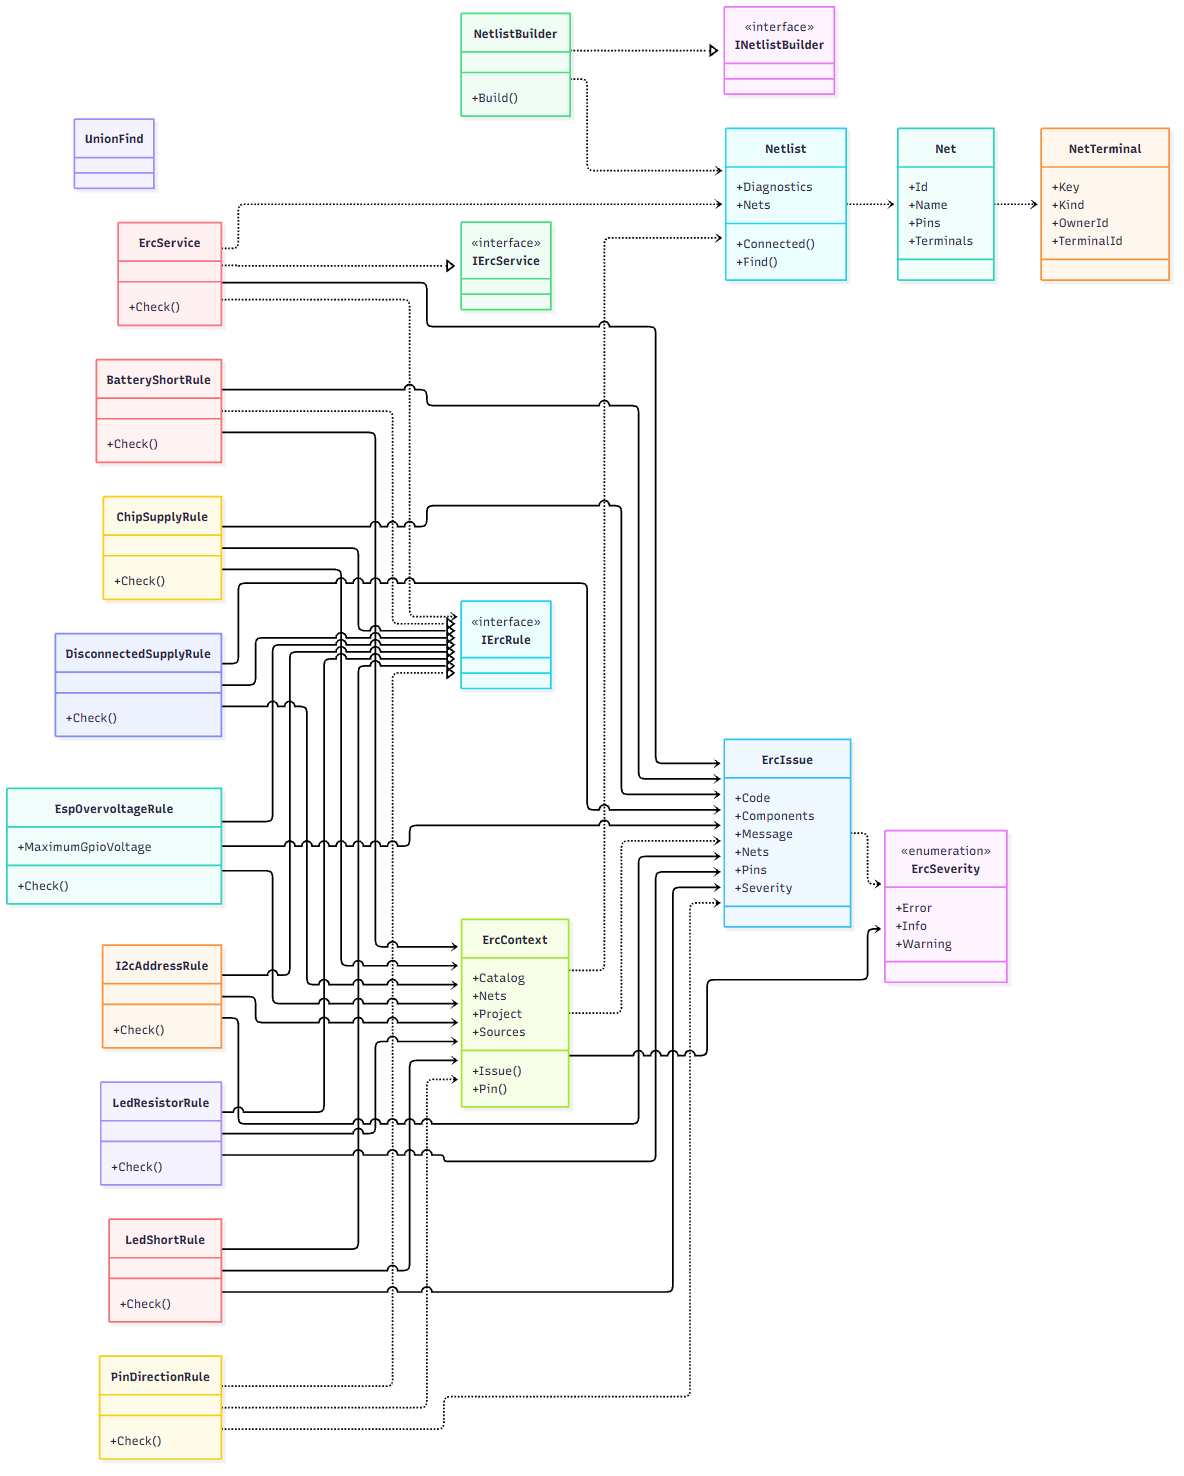 NetlistBuilder
+Build()
«interface»
INetlistBuilder
UnionFind
Netlist
+Diagnostics
+Nets
+Connected()
+Find()
Net
+Id
+Name
+Pins
+Terminals
NetTerminal
+Key
+Kind
+OwnerId
+TerminalId
ErcService
+Check()
«interface»
IErcService
BatteryShortRule
+Check()
ChipSupplyRule
+Check()
«interface»
IErcRule
DisconnectedSupplyRule
+Check()
EspOvervoltageRule
+MaximumGpioVoltage
+Check()
ErcIssue
+Code
+Components
+Message
+Nets
+Pins
+Severity
«enumeration»
ErcSeverity
+Error
+Info
+Warning
ErcContext
+Catalog
+Nets
+Project
+Sources
+Issue()
+Pin()
I2cAddressRule
+Check()
LedResistorRule
+Check()
LedShortRule
+Check()
PinDirectionRule
+Check()